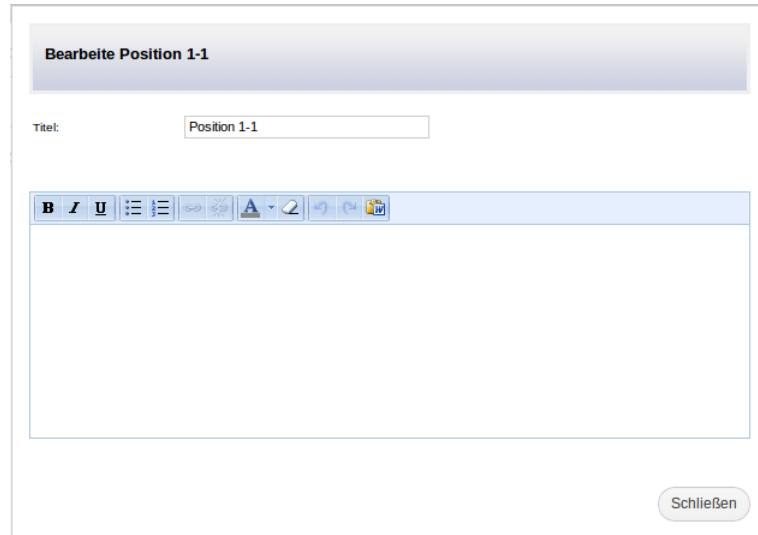 Bearbeite Position 1-1
Titel: Position 1-1
B I U A
Schließen